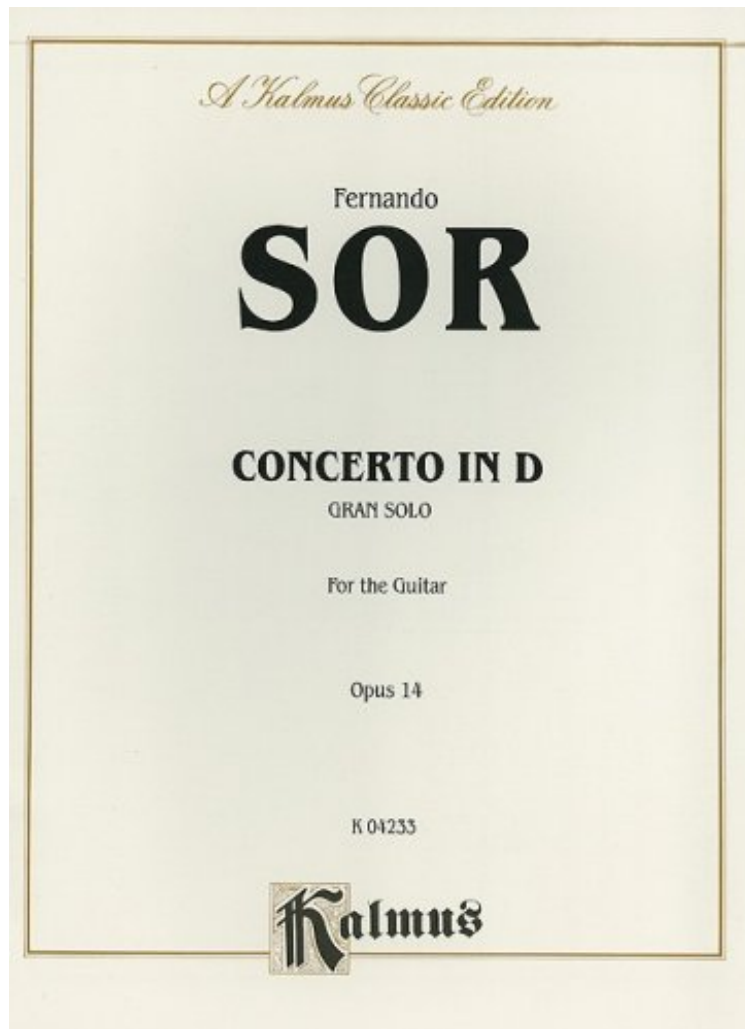 A Kalmus Classic Edition
Fernando
SOR
CONCERTO IN D
GRAN SOLO
For the Guitar
Opus 14
K 04233
Kalmus